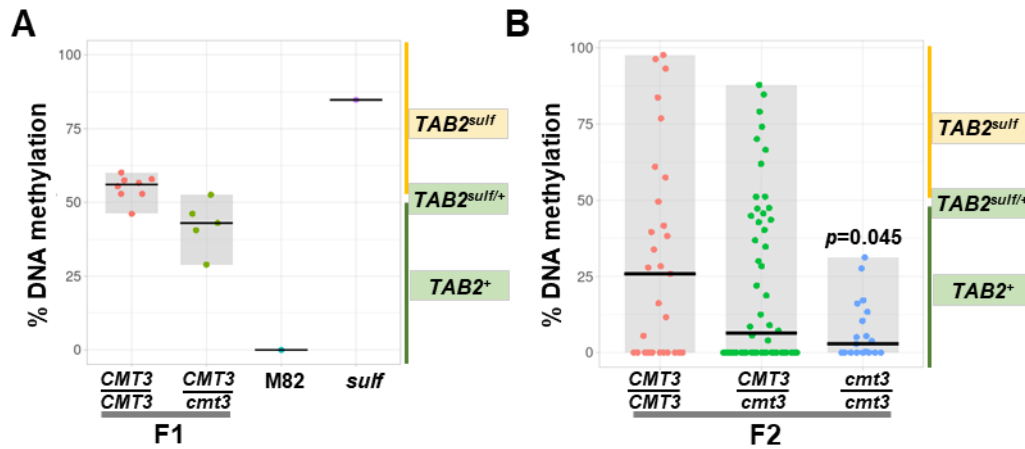 A
% DNA methylation
100
75
50
25
0
CMT3
CMT3
CMT3
cmt3
M82
sulf
F1
TAB2sulf
TAB2sulf/+
TAB2+
B
% DNA methylation
100
75
50
25
0
p=0.045
CMT3
CMT3
CMT3
cmt3
cmt3
cmt3
F2
TAB2sulf
TAB2sulf/+
TAB2+